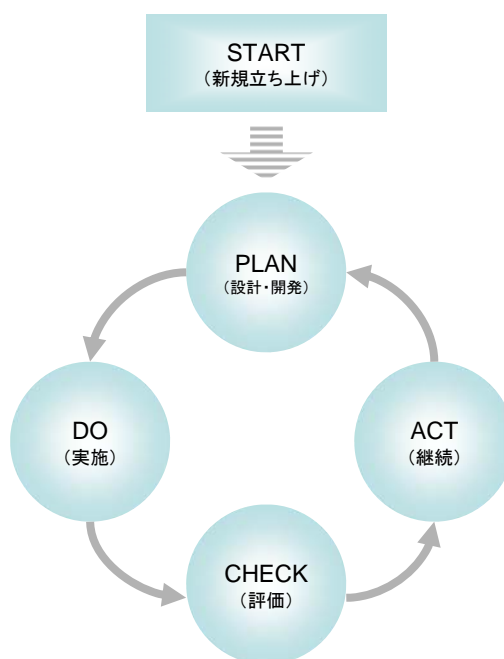 START
（新規立ち上げ）
PLAN
（設計・開発）
DO
（実施）
ACT
（継続）
CHECK
（評価）